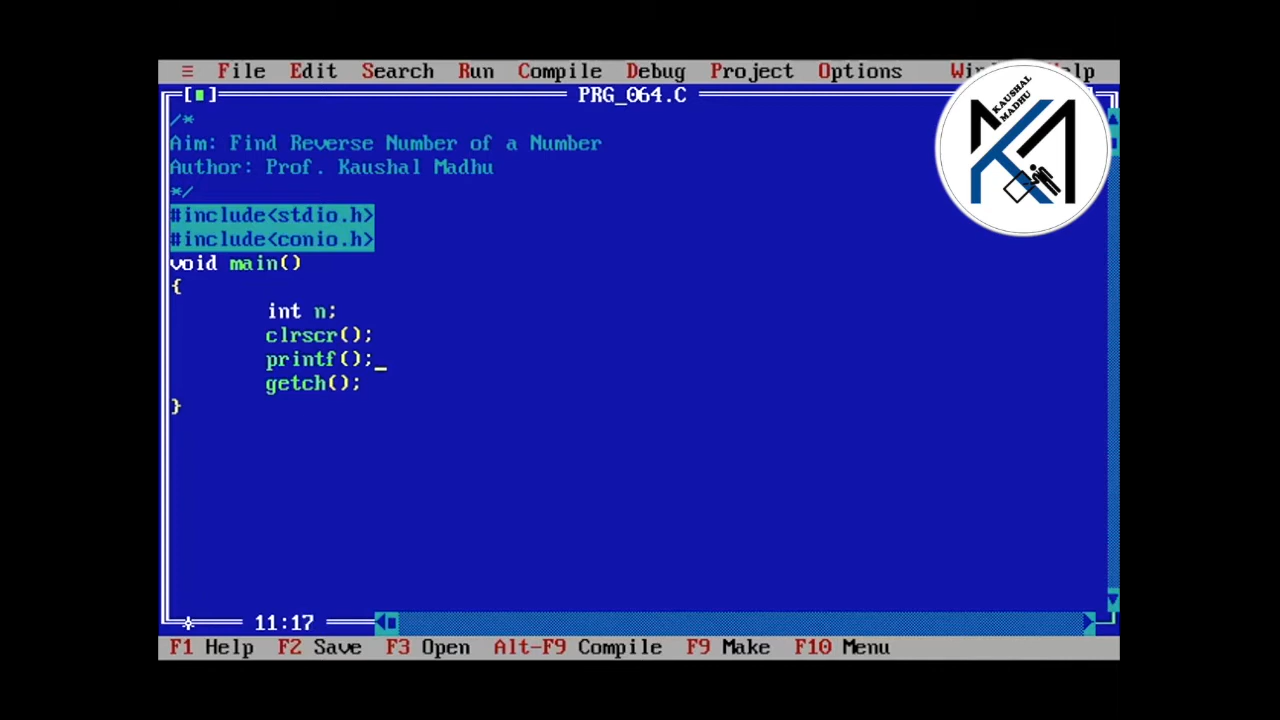 ≡ File Edit Search Run Compile Debug Project Options
KAUSHAL
MADHU
[■] PRG_064.C
/*
Aim: Find Reverse Number of a Number
Author: Prof. Kaushal Madhu
*/
#include<stdio.h>
#include<conio.h>
void main()
{
int n;
clrscr();
printf();_
getch();
}
11:17
F1 Help F2 Save F3 Open Alt-F9 Compile F9 Make F10 Menu